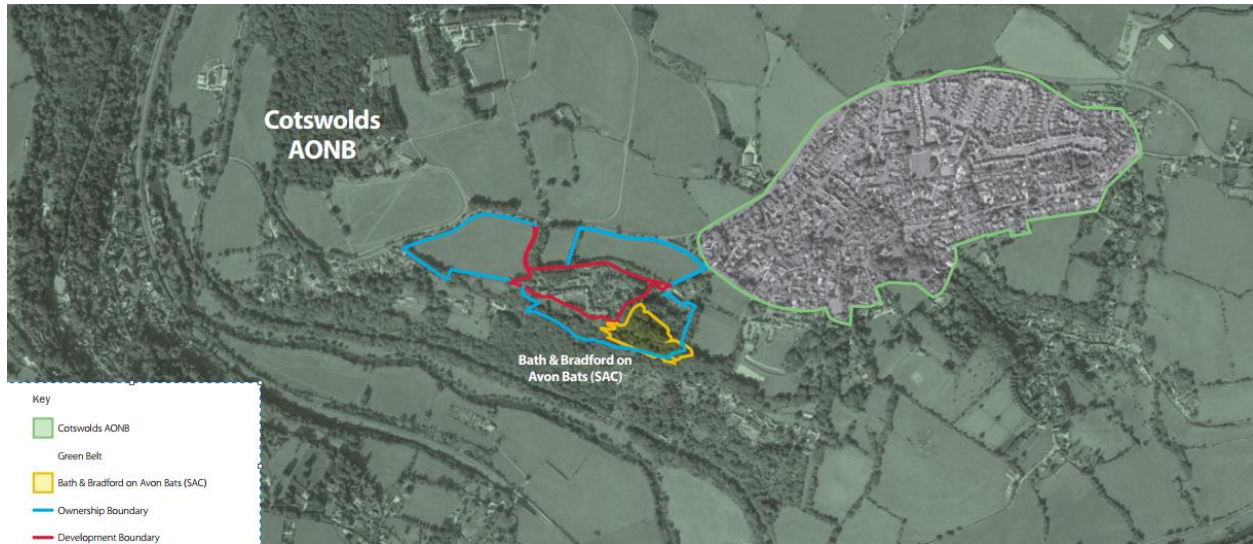 Cotswolds
AONB
Bath & Bradford on
Avon Bats (SAC)
Key
Cotswolds AONB
Green Belt
Bath & Bradford on Avon Bats (SAC)
Ownership Boundary
Development Boundary